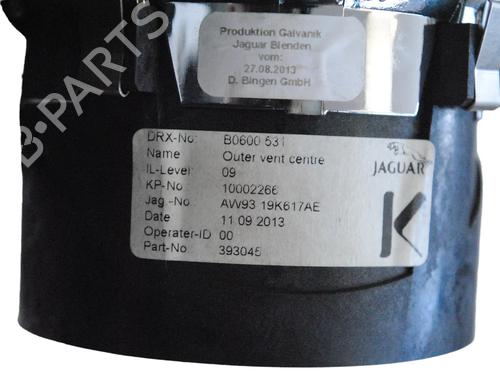 Produktion Galvanik
Jaguar Blenden
vom:
27.08.2013
D. Bingen GmbH
DRX-No: B0600 531
Name Outer vent centre
IL-Level 09
KP-No 10002266
Jag.-No. AW93 19K617AE
Date 11 09 2013
Operater-ID 00
Part-No. 393045
JAGUAR
K
B-PARTS